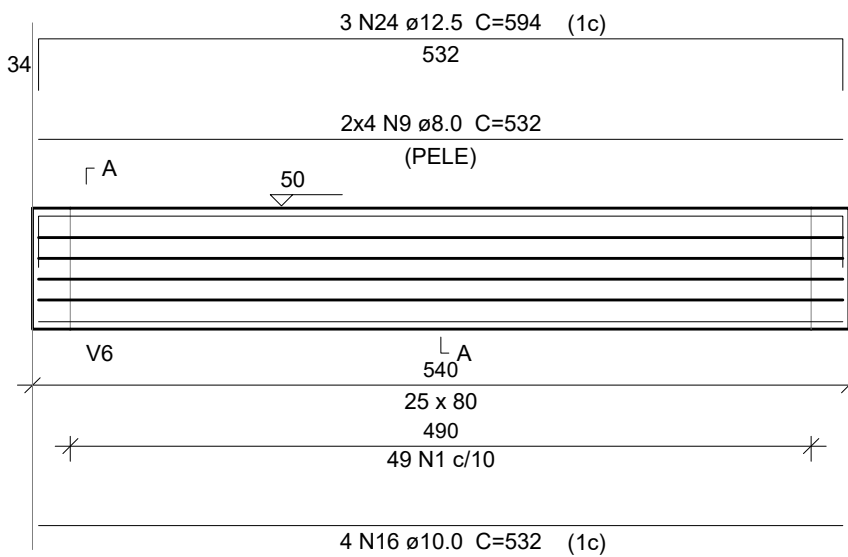 3 N24 ø12.5 C=594 (1c)
532
34
2x4 N9 ø8.0 C=532
(PELE)
A
50
V6
A
540
25 x 80
490
49 N1 c/10
4 N16 ø10.0 C=532 (1c)